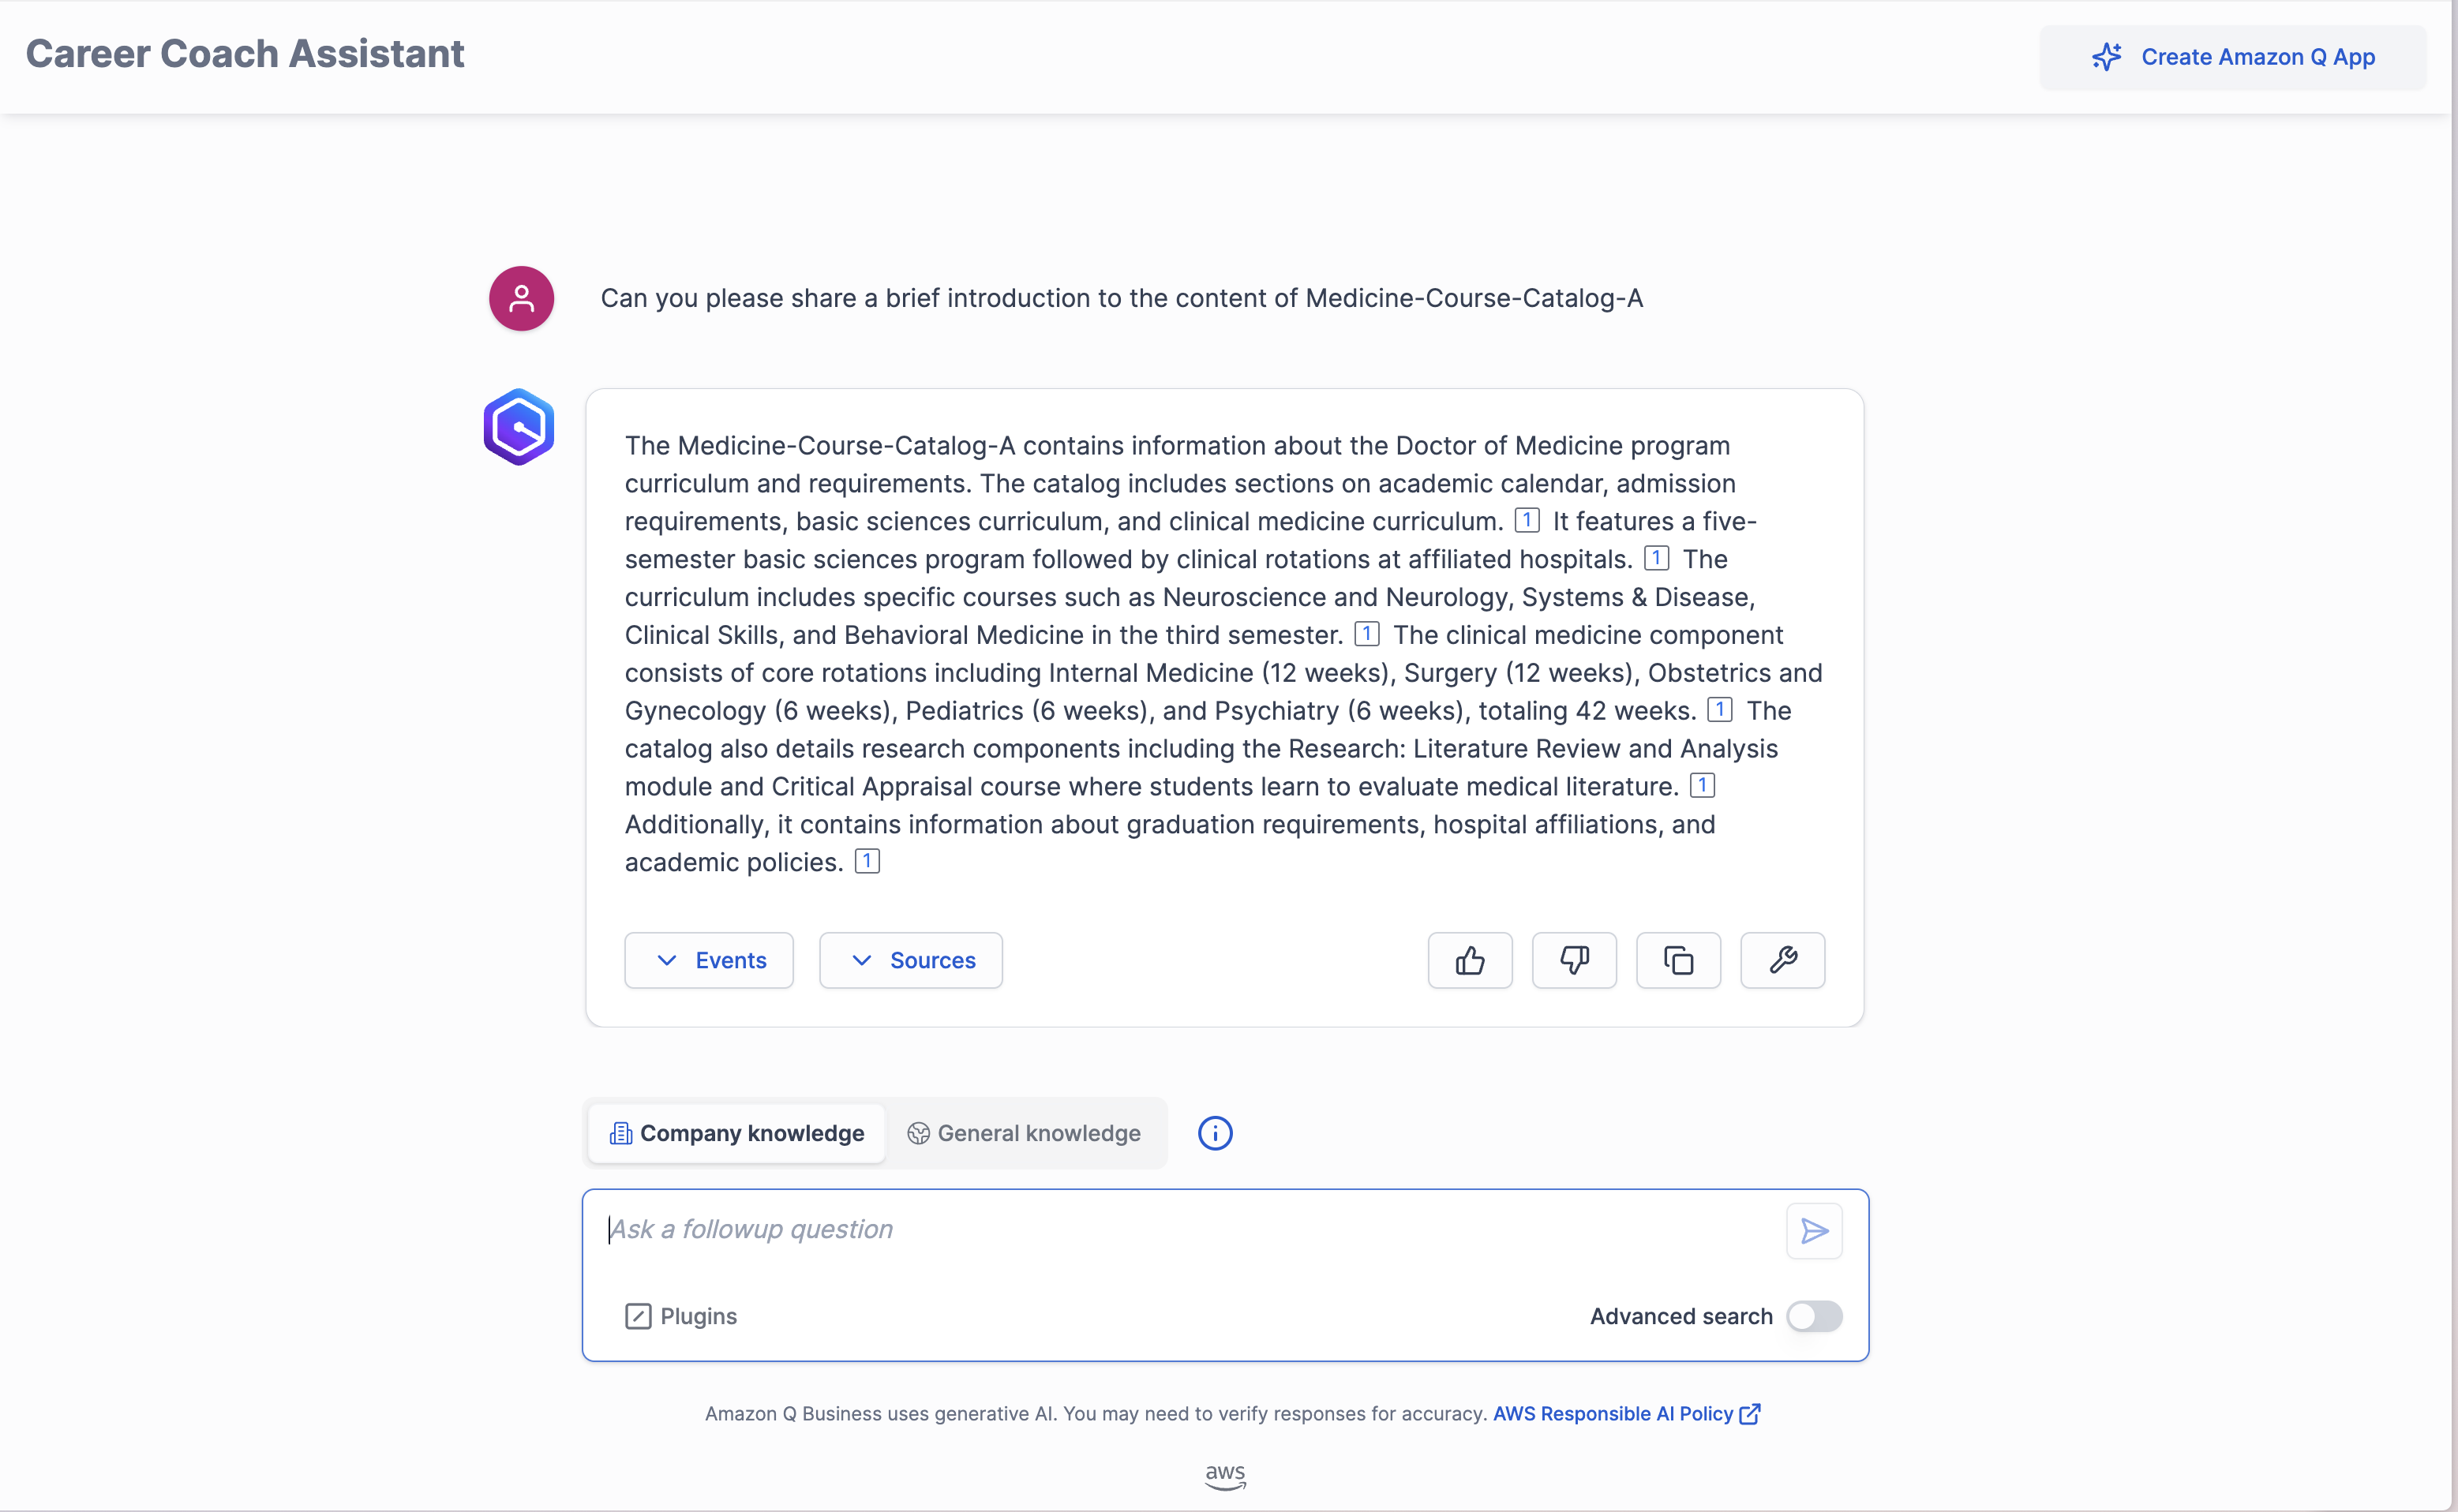 Career Coach Assistant
Create Amazon Q App
Can you please share a brief introduction to the content of Medicine-Course-Catalog-A
The Medicine-Course-Catalog-A contains information about the Doctor of Medicine program
curriculum and requirements. The catalog includes sections on academic calendar, admission
requirements, basic sciences curriculum, and clinical medicine curriculum. 1 It features a five-
semester basic sciences program followed by clinical rotations at affiliated hospitals. 1 The
curriculum includes specific courses such as Neuroscience and Neurology, Systems & Disease,
Clinical Skills, and Behavioral Medicine in the third semester. 1 The clinical medicine component
consists of core rotations including Internal Medicine (12 weeks), Surgery (12 weeks), Obstetrics and
Gynecology (6 weeks), Pediatrics (6 weeks), and Psychiatry (6 weeks), totaling 42 weeks. 1 The
catalog also details research components including the Research: Literature Review and Analysis
module and Critical Appraisal course where students learn to evaluate medical literature. 1
Additionally, it contains information about graduation requirements, hospital affiliations, and
academic policies. 1
Events
Sources
Company knowledge
General knowledge
Ask a followup question
Plugins
Advanced search
Amazon Q Business uses generative AI. You may need to verify responses for accuracy. AWS Responsible AI Policy
aws